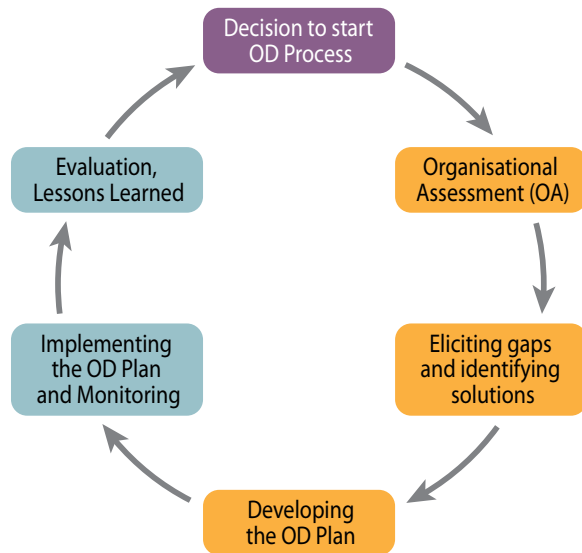 Decision to start
OD Process
Organisational
Assessment (OA)
Eliciting gaps
and identifying
solutions
Developing
the OD Plan
Implementing
the OD Plan
and Monitoring
Evaluation,
Lessons Learned